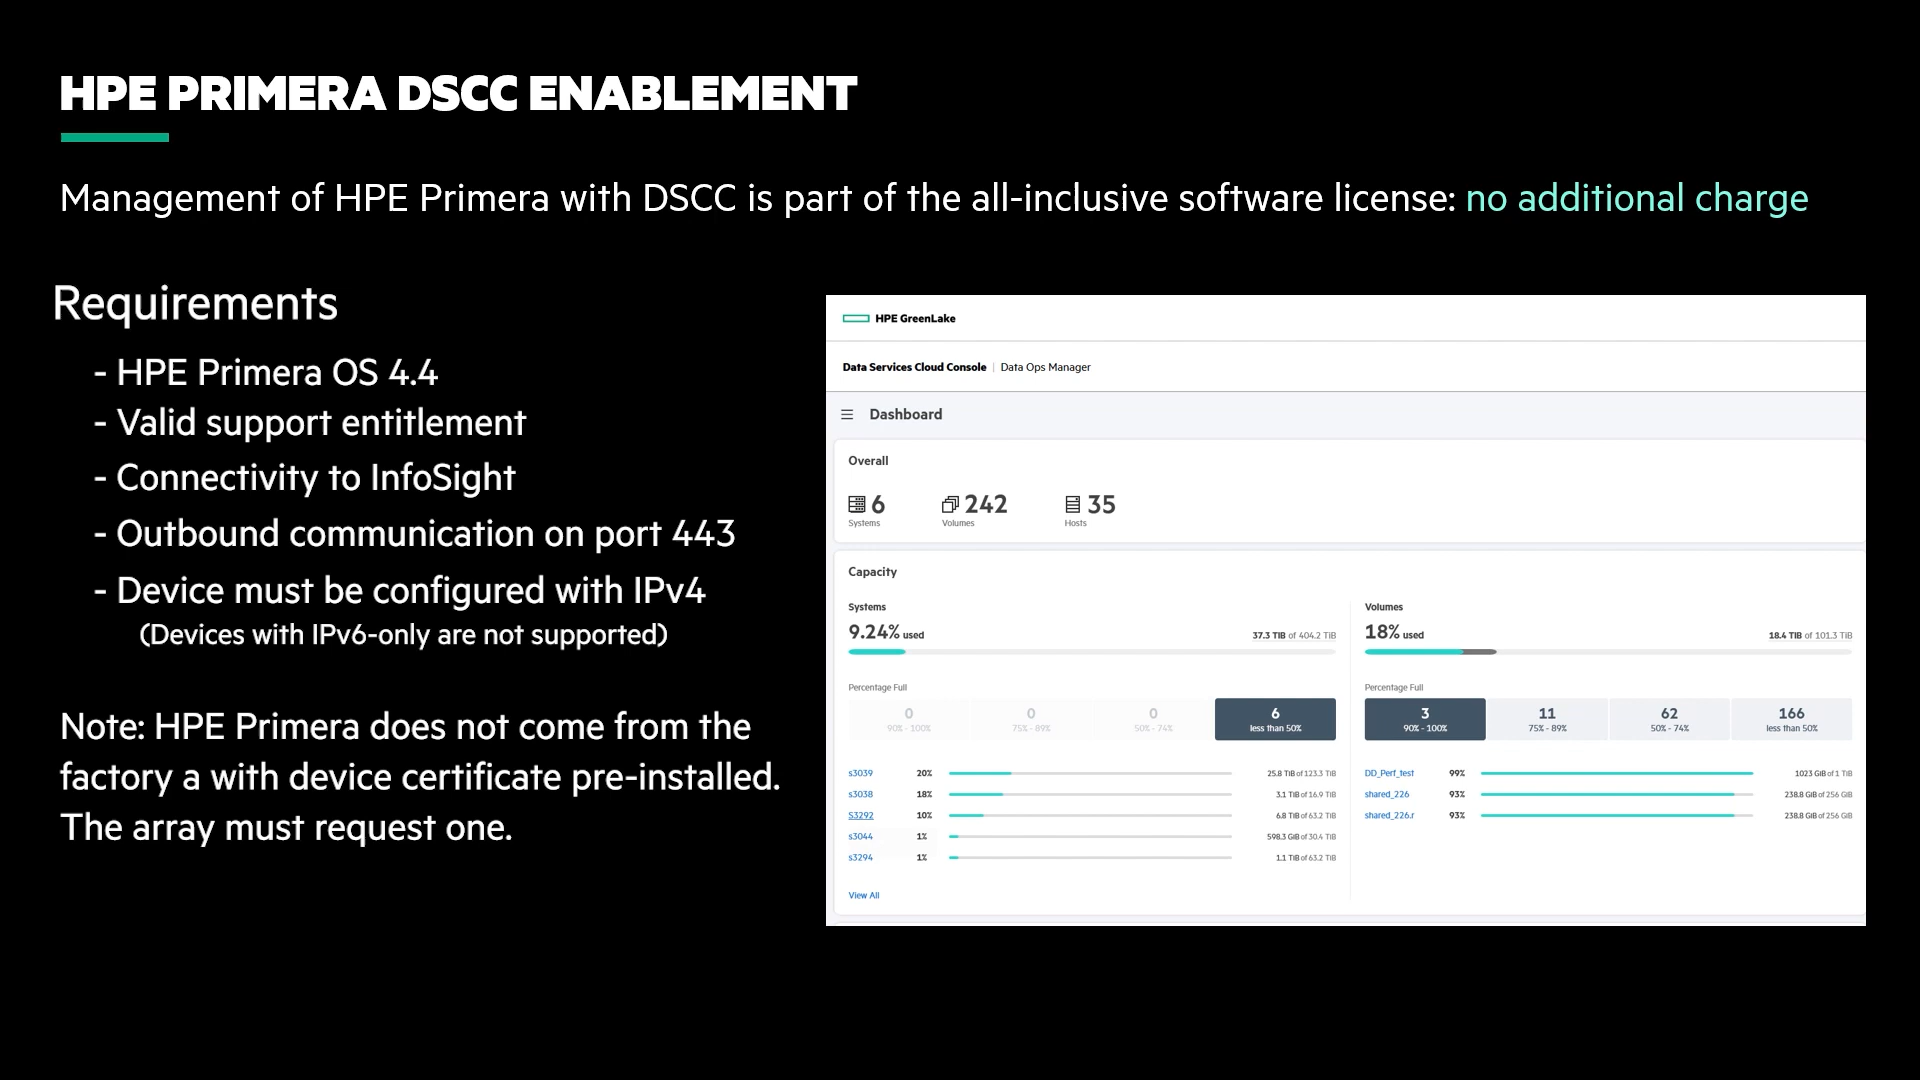 HPE PRIMERA DSCC ENABLEMENT
Management of HPE Primera with DSCC is part of the all-inclusive software license: no additional charge
Requirements
- HPE Primera OS 4.4
- Valid support entitlement
- Connectivity to InfoSight
- Outbound communication on port 443
- Device must be configured with IPv4
(Devices with IPv6-only are not supported)
Note: HPE Primera does not come from the
factory a with device certificate pre-installed.
The array must request one.
HPE GreenLake
Data Services Cloud Console | Data Ops Manager
Dashboard
Overall
6 242 35
Systems Volumes Hosts
Capacity
Systems
9.24% used 37.3 TiB of 404.2 TiB
Percentage Full
0 0 0 6
90% - 100% 75% - 89% 50% - 74% less than 50%
s3039 20% 25.8 TiB of 123.3 TiB
s3038 18% 3.1 TiB of 16.9 TiB
S3292 10% 6.8 TiB of 63.2 TiB
s3044 1% 598.3 GiB of 30.4 TiB
s3294 1% 1.1 TiB of 63.2 TiB
View All
Volumes
18% used 18.4 TiB of 101.3 TiB
Percentage Full
3 11 62 166
90% - 100% 75% - 89% 50% - 74% less than 50%
DD_Perf_test 99% 1023 GiB of 1 TiB
shared_226 93% 238.8 GiB of 256 GiB
shared_226.r 93% 238.8 GiB of 256 GiB